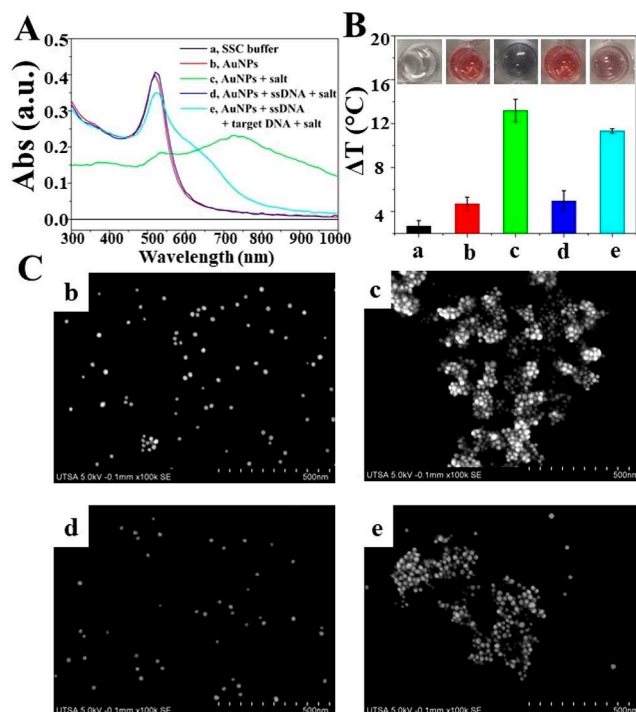 A
0.5
0.4
0.3
0.2
0.1
0.0
Abs (a.u.)
300 400 500 600 700 800 900 1000
Wavelength (nm)
a, SSC buffer
b, AuNPs
c, AuNPs + salt
d, AuNPs + ssDNA + salt
e, AuNPs + ssDNA
+ target DNA + salt
B
20
16
12
8
4
ΔT (°C)
a b c d e
C
b
UTSA 5.0kV -0.1mm x100k SE 500nm
c
UTSA 5.0kV -0.1mm x100k SE 500nm
d
UTSA 5.0kV -0.1mm x100k SE 500nm
e
UTSA 5.0kV -0.1mm x100k SE 500nm